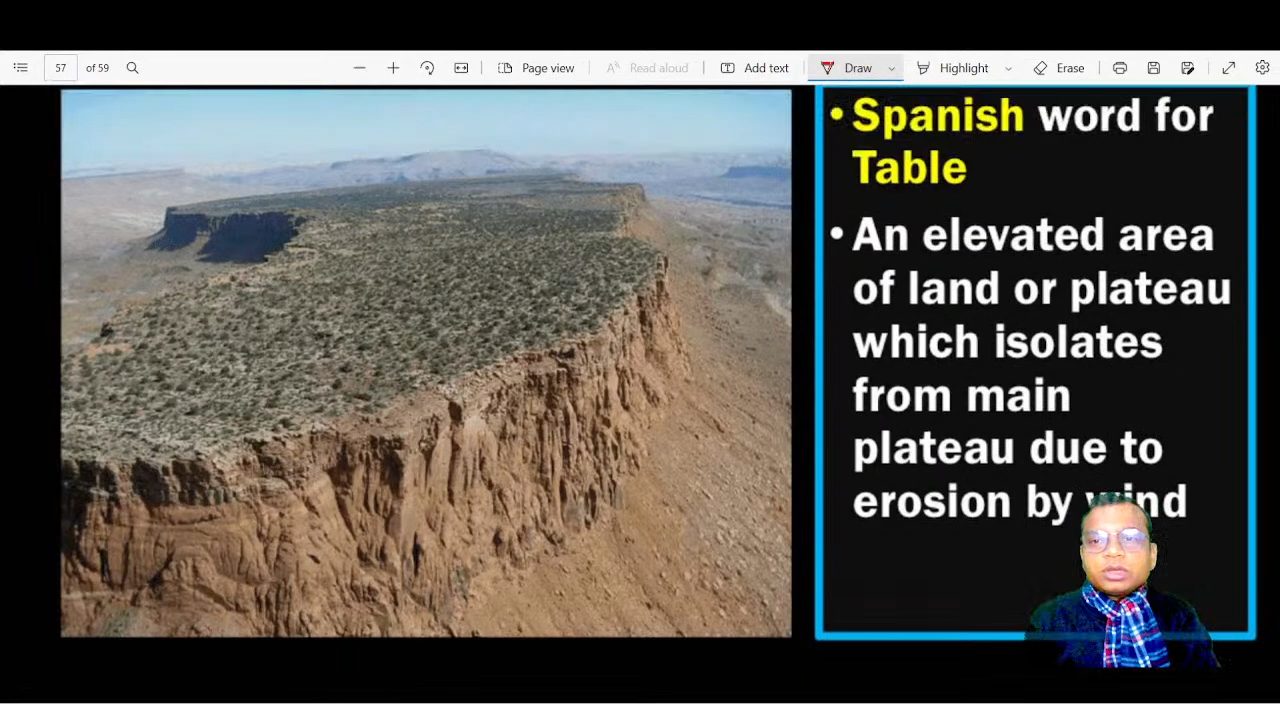 57 of 59 Page view Read aloud Add text Draw Highlight Erase
• Spanish word for
Table
• An elevated area
of land or plateau
which isolates
from main
plateau due to
erosion by wind